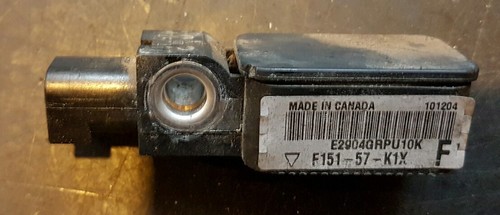 MADE IN CANADA 101204
E2904GRPU10K
F151-57-K1X F